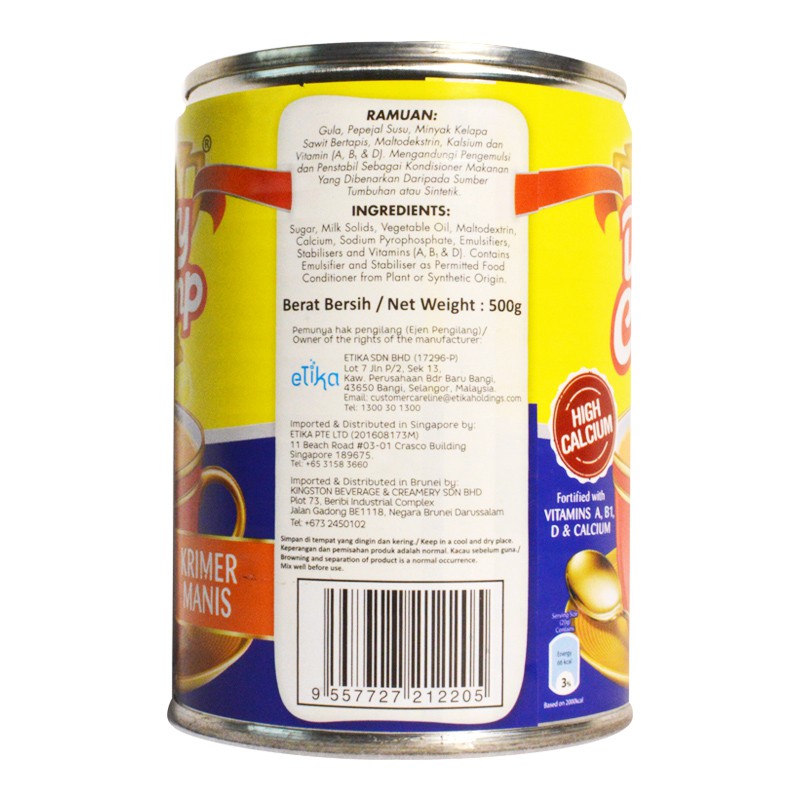 RAMUAN:
Gula, Pepejal Susu, Minyak Kelapa
Sawit Bertapis, Maltodekstrin, Kalsium dan
Vitamin (A, B, & D). Mengandungi Pengemulsi
dan Penstabil Sebagai Kondisioner Makanan
Yang Dibenarkan Daripada Sumber
Tumbuhan atau Sintetik.
INGREDIENTS:
Sugar, Milk Solids, Vegetable Oil, Maltodextrin,
Calcium, Sodium Pyrophosphate, Emulsifiers,
Stabilisers and Vitamins (A, B₁ & D). Contains
Emulsifier and Stabiliser as Permitted Food
Conditioner from Plant or Synthetic Origin.
Berat Bersih / Net Weight : 500g
Pemunya hak pengilang (Ejen Pengilang)/
Owner of the rights of the manufacturer:
etika
ETIKA SDN BHD (17296-P)
Lot 7 Jln P/2, Sek 13,
Kaw. Perusahaan Bdr Baru Bangi,
43650 Bangi, Selangor, Malaysia.
Email: customercareline@etikaholdings.com
Tel: 1300 30 1300
Imported & Distributed in Singapore by:
ETIKA PTE LTD (201608173M)
11 Beach Road #03-01 Crasco Building
Singapore 189675.
Tel: +65 3158 3660
Imported & Distributed in Brunei by:
KINGSTON BEVERAGE & CREAMERY SDN BHD
Plot 73, Beribi Industrial Complex
Jalan Gadong BE1118, Negara Brunei Darussalam
Tel: +673 2450102
Simpan di tempat yang dingin dan kering./ Keep in a cool and dry place.
Keperangan dan pemisahan produk adalah normal. Kacau sebelum guna./
Browning and separation of product is a normal occurrence.
Mix well before use.
9 557727 212205
®
KRIMER
MANIS
HIGH
CALCIUM
Fortified with
VITAMINS A, B1,
D & CALCIUM
Energy
3%
Based on 2000kcal